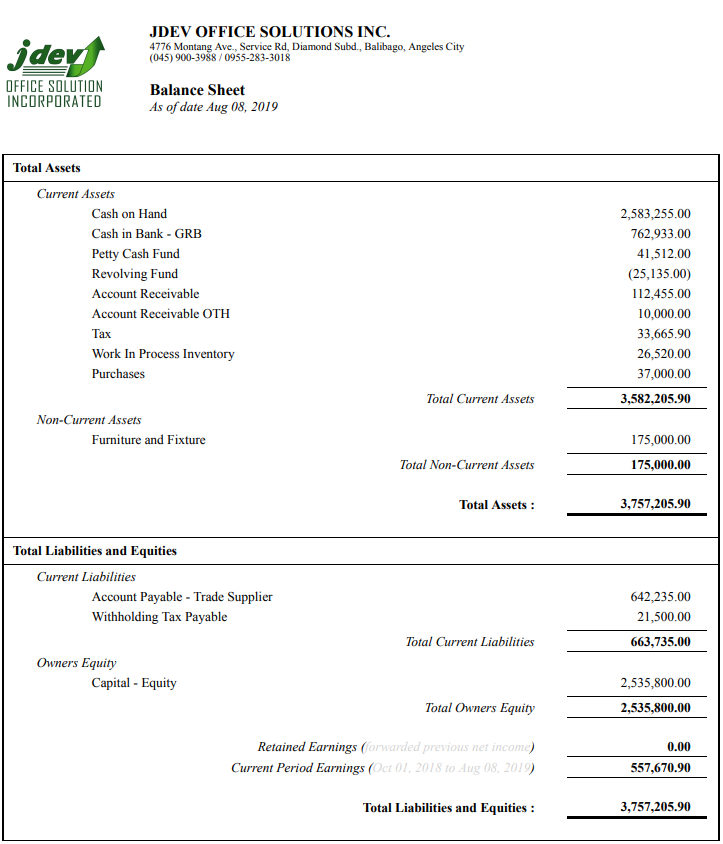 jdev
OFFICE SOLUTION
INCORPORATED
JDEV OFFICE SOLUTIONS INC.
4776 Montang Ave., Service Rd, Diamond Subd., Balibago, Angeles City
(045) 900-3988 / 0955-283-3018
Balance Sheet
As of date Aug 08, 2019
Total Assets
Current Assets
Cash on Hand 2,583,255.00
Cash in Bank - GRB 762,933.00
Petty Cash Fund 41,512.00
Revolving Fund (25,135.00)
Account Receivable 112,455.00
Account Receivable OTH 10,000.00
Tax 33,665.90
Work In Process Inventory 26,520.00
Purchases 37,000.00
Total Current Assets 3,582,205.90
Non-Current Assets
Furniture and Fixture 175,000.00
Total Non-Current Assets 175,000.00
Total Assets : 3,757,205.90
Total Liabilities and Equities
Current Liabilities
Account Payable - Trade Supplier 642,235.00
Withholding Tax Payable 21,500.00
Total Current Liabilities 663,735.00
Owners Equity
Capital - Equity 2,535,800.00
Total Owners Equity 2,535,800.00
Retained Earnings (forwarded previous net income) 0.00
Current Period Earnings (Oct 01, 2018 to Aug 08, 2019) 557,670.90
Total Liabilities and Equities : 3,757,205.90